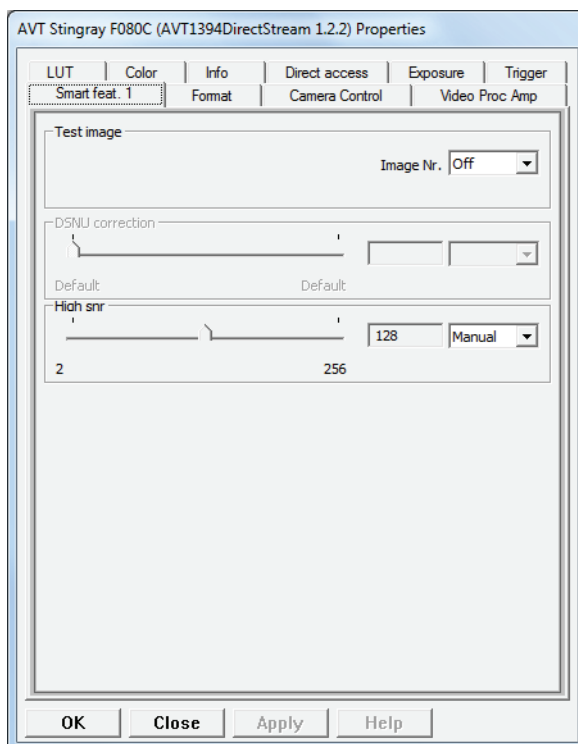 AVT Stingray F080C (AVT1394DirectStream 1.2.2) Properties
LUT Color Info Direct access Exposure Trigger
Smart feat. 1 Format Camera Control Video Proc Amp
Test image
Image Nr. Off
DSNU correction
Default Default
High snr
128 Manual
2 256
OK Close Apply Help